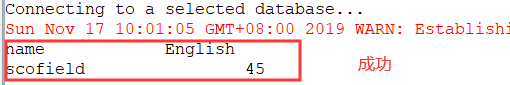 Connecting to a selected database...
Sun Nov 17 10:01:05 GMT+08:00 2019 WARN: Establishi
name English
scofield 45
成功